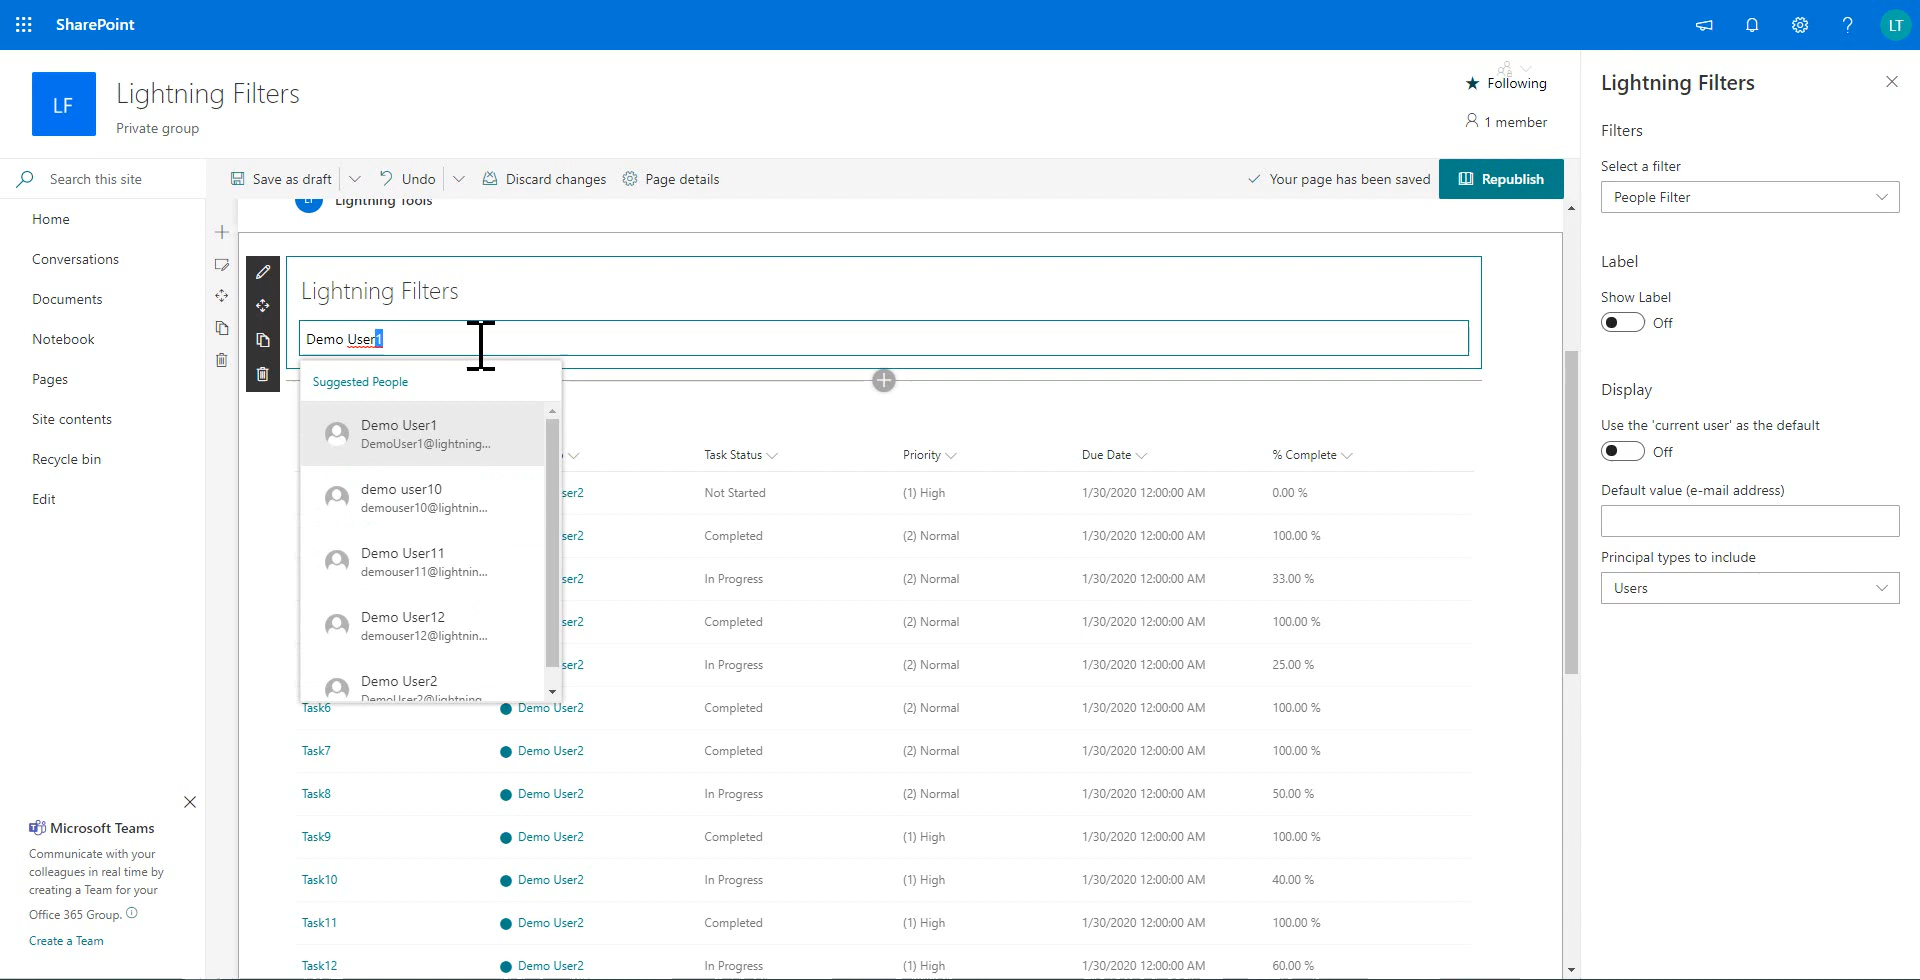 SharePoint
LT
LF
Lightning Filters
Private group
Following
1 member
Search this site
Save as draft
Undo
Discard changes
Page details
Your page has been saved
Republish
Home
Conversations
Documents
Notebook
Pages
Site contents
Recycle bin
Edit
Microsoft Teams
Communicate with your
colleagues in real time by
creating a Team for your
Office 365 Group.
Create a Team
LT Lightning Tools
Lightning Filters
Demo User1
Suggested People
Demo User1
DemoUser1@lightning...
demo user10
demouser10@lightnin...
Demo User11
demouser11@lightnin...
Demo User12
demouser12@lightnin...
Demo User2
DemoUser2@lightning...
Task Status Priority Due Date % Complete
ser2 Not Started (1) High 1/30/2020 12:00:00 AM 0.00 %
ser2 Completed (2) Normal 1/30/2020 12:00:00 AM 100.00 %
ser2 In Progress (2) Normal 1/30/2020 12:00:00 AM 33.00 %
ser2 Completed (2) Normal 1/30/2020 12:00:00 AM 100.00 %
ser2 In Progress (2) Normal 1/30/2020 12:00:00 AM 25.00 %
Task6 Demo User2 Completed (2) Normal 1/30/2020 12:00:00 AM 100.00 %
Task7 Demo User2 Completed (2) Normal 1/30/2020 12:00:00 AM 100.00 %
Task8 Demo User2 In Progress (2) Normal 1/30/2020 12:00:00 AM 50.00 %
Task9 Demo User2 Completed (1) High 1/30/2020 12:00:00 AM 100.00 %
Task10 Demo User2 In Progress (1) High 1/30/2020 12:00:00 AM 40.00 %
Task11 Demo User2 Completed (1) High 1/30/2020 12:00:00 AM 100.00 %
Task12 Demo User2 In Progress (1) High 1/30/2020 12:00:00 AM 60.00 %
Lightning Filters
Filters
Select a filter
People Filter
Label
Show Label
Off
Display
Use the 'current user' as the default
Off
Default value (e-mail address)
Principal types to include
Users